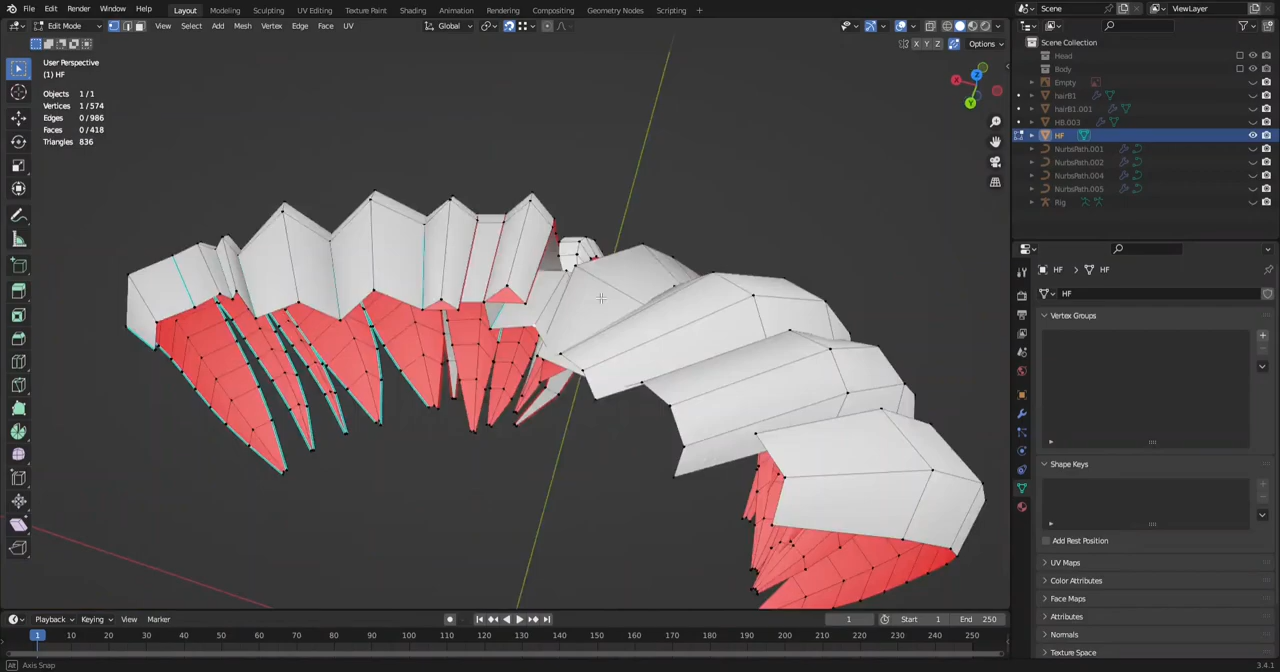 File Edit Render Window Help Layout Modeling Sculpting UV Editing Texture Paint Shading Animation Rendering Compositing Geometry Nodes Scripting + Scene ViewLayer
Edit Mode View Select Add Mesh Vertex Edge Face UV Global
X Y Z Options
User Perspective
(1) HF
Objects 1/1
Vertices 1/574
Edges 0/986
Faces 0/418
Triangles 836
X
Y
Z
Scene Collection
Head
Body
Empty
hairB1
hairB1.001
HB.003
HF
NurbsPath.001
NurbsPath.002
NurbsPath.004
NurbsPath.005
Rig
HF > HF
HF
Vertex Groups
Shape Keys
Add Rest Position
UV Maps
Color Attributes
Face Maps
Attributes
Normals
Texture Space
Playback Keying View Marker 1 Start 1 End 250
1 10 20 30 40 50 60 70 80 90 100 110 120 130 140 150 160 170 180 190 200 210 220 230 240 250
Alt Axis Snap 3.4.1